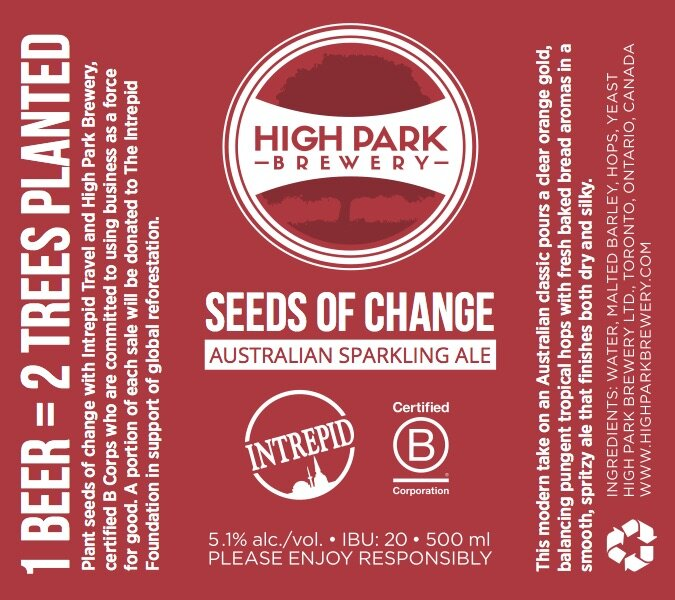 1 BEER = 2 TREES PLANTED
Plant seeds of change with Intrepid Travel and High Park Brewery,
certified B Corps who are committed to using business as a force
for good. A portion of each sale will be donated to The Intrepid
Foundation in support of global reforestation.
HIGH PARK
BREWERY
SEEDS OF CHANGE
AUSTRALIAN SPARKLING ALE
INTREPID
Certified
B
Corporation
5.1% alc./vol. • IBU: 20 • 500 ml
PLEASE ENJOY RESPONSIBLY
This modern take on an Australian classic pours a clear orange gold,
balancing pungent tropical hops with fresh baked bread aromas in a
smooth, spritzy ale that finishes both dry and silky.
INGREDIENTS: WATER, MALTED BARLEY, HOPS, YEAST
HIGH PARK BREWERY LTD., TORONTO, ONTARIO, CANADA
WWW.HIGHPARKBREWERY.COM